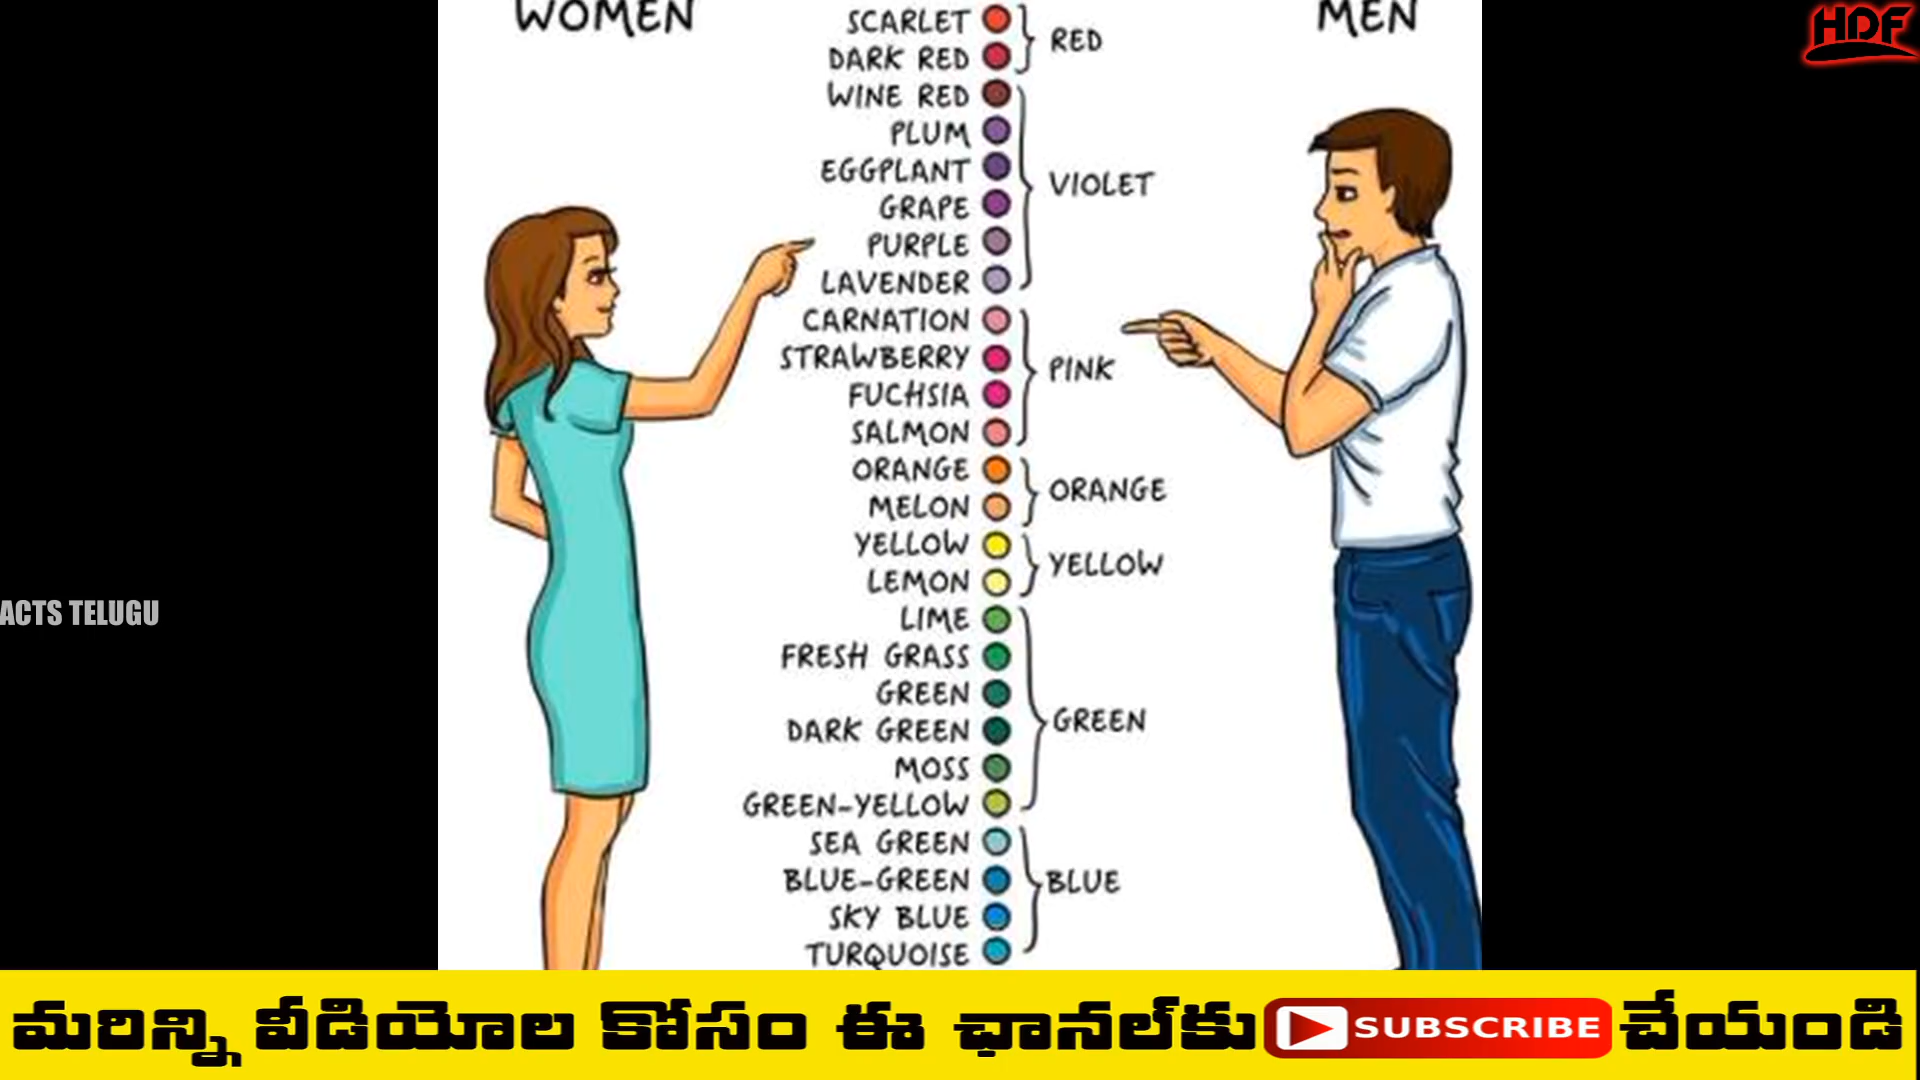 WOMEN
MEN
HDF
SCARLET
DARK RED
RED
WINE RED
PLUM
EGGPLANT
GRAPE
PURPLE
LAVENDER
VIOLET
CARNATION
STRAWBERRY
FUCHSIA
SALMON
PINK
ORANGE
MELON
ORANGE
YELLOW
LEMON
YELLOW
LIME
FRESH GRASS
GREEN
DARK GREEN
MOSS
GREEN-YELLOW
GREEN
SEA GREEN
BLUE-GREEN
SKY BLUE
TURQUOISE
BLUE
ACTS TELUGU
మరిన్ని వీడియోల కోసం ఈ ఛానల్‌కు SUBSCRIBE చేయండి